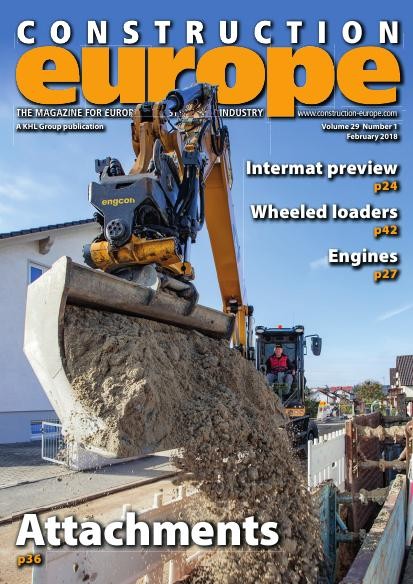 CONSTRUCTION
europe
THE MAGAZINE FOR EUROP INDUSTRY
www.construction-europe.com
A KHL Group publication
Volume 29 Number 1
February 2018
Intermat preview
p24
Wheeled loaders
p42
Engines
p27
engcon
Attachments
p36